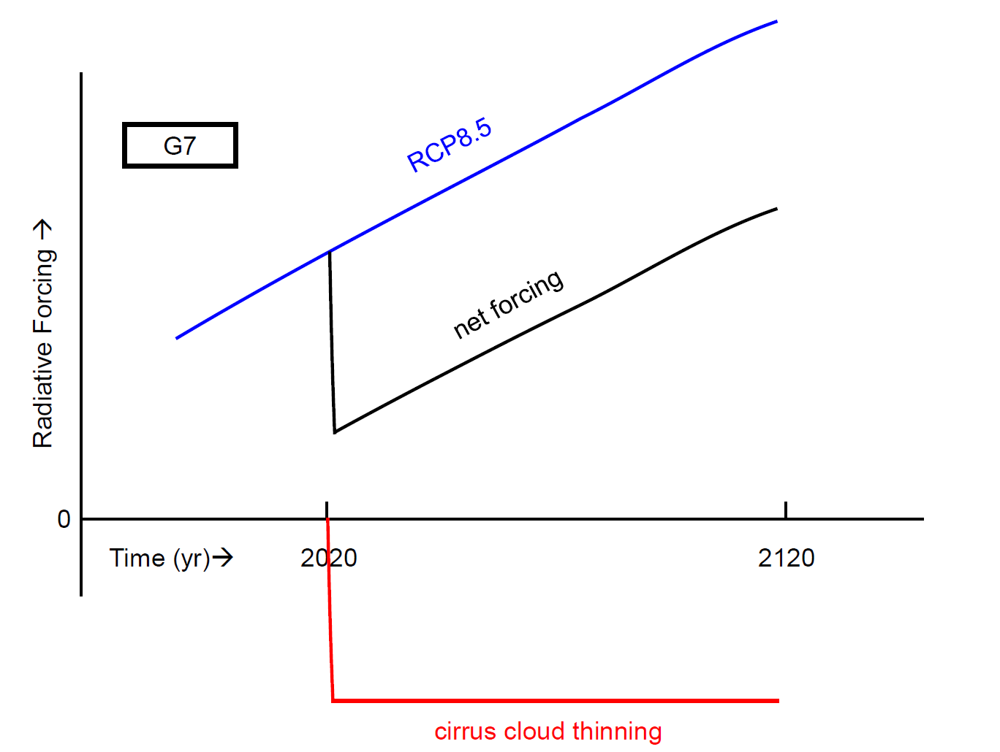 G7
RCP8.5
net forcing
Radiative Forcing →
0
Time (yr)→
2020
2120
cirrus cloud thinning